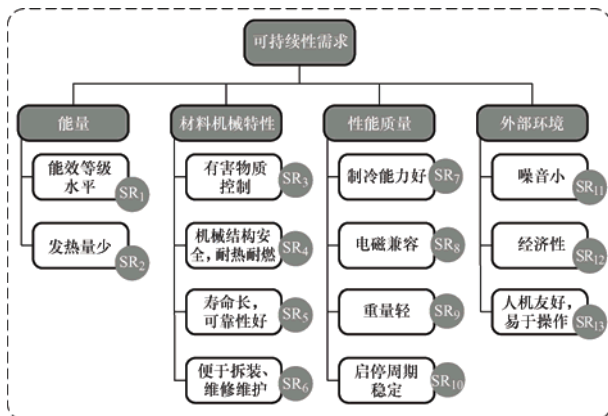 可持续性需求
能量
材料机械特性
性能质量
外部环境
能效等级
水平
SR₁
发热量少
SR₂
有害物质
控制
SR₃
机械结构安
全，耐热耐燃
SR₄
寿命长，
可靠性好
SR₅
便于拆装、
维修维护
SR₆
制冷能力好
SR₇
电磁兼容
SR₈
重量轻
SR₉
启停周期
稳定
SR₁₀
噪音小
SR₁₁
经济性
SR₁₂
人机友好，
易于操作
SR₁₃